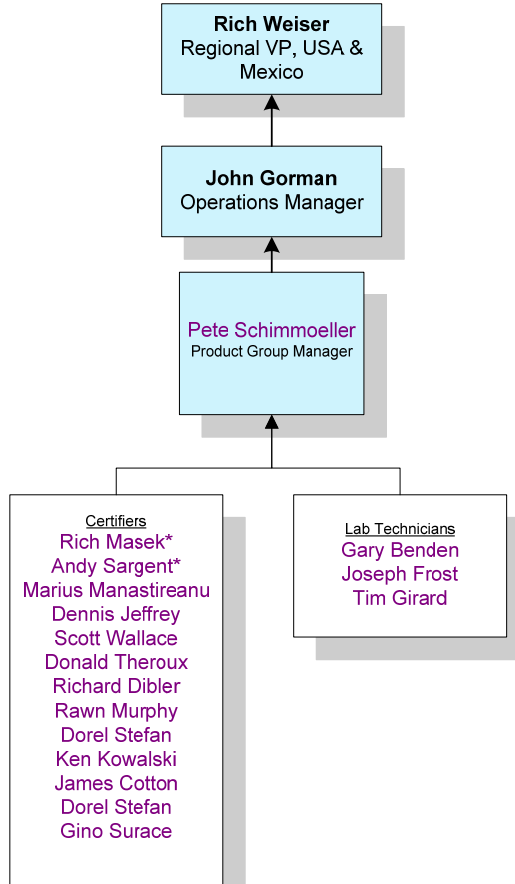 Rich Weiser
Regional VP, USA &
Mexico
John Gorman
Operations Manager
Pete Schimmoeller
Product Group Manager
Certifiers
Rich Masek*
Andy Sargent*
Marius Manastireanu
Dennis Jeffrey
Scott Wallace
Donald Theroux
Richard Dibler
Rawn Murphy
Dorel Stefan
Ken Kowalski
James Cotton
Dorel Stefan
Gino Surace
Lab Technicians
Gary Benden
Joseph Frost
Tim Girard